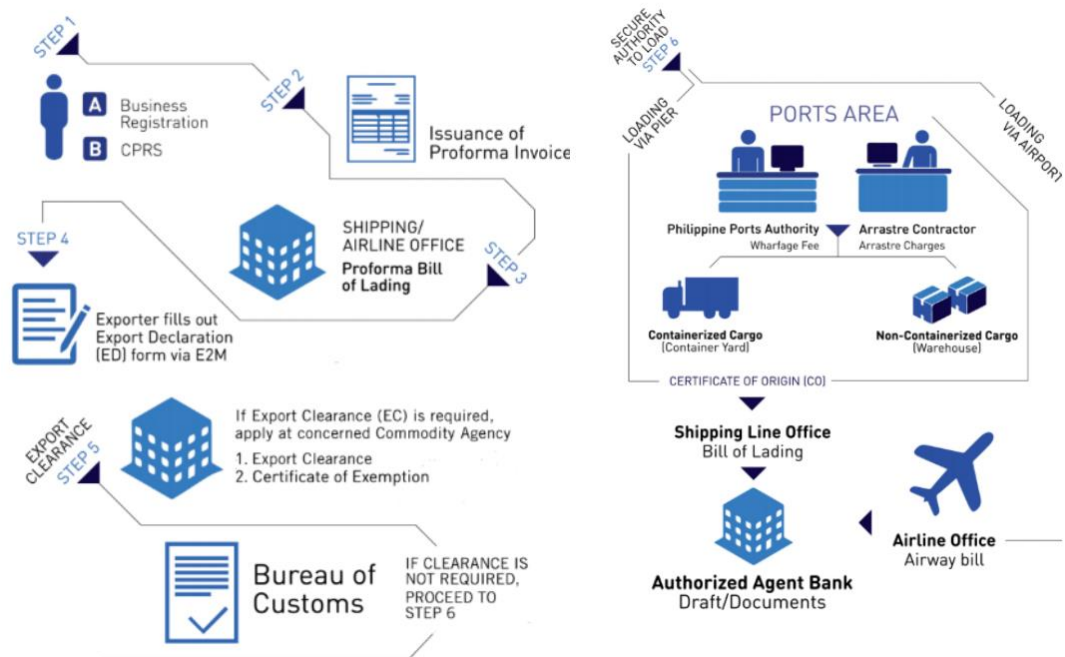 STEP 1
A Business
Registration
B CPRS
STEP 2
Issuance of
Proforma Invoice
STEP 3
SHIPPING/
AIRLINE OFFICE
Proforma Bill
of Lading
STEP 4
Exporter fills out
Export Declaration
(ED) form via E2M
EXPORT
CLEARANCE
STEP 5
If Export Clearance (EC) is required,
apply at concerned Commodity Agency
1. Export Clearance
2. Certificate of Exemption
Bureau of
Customs
IF CLEARANCE IS
NOT REQUIRED,
PROCEED TO
STEP 6
SECURE
AUTHORITY
TO LOAD
STEP 6
LOADING
VIA PIER
LOADING
VIA AIRPORT
PORTS AREA
Philippine Ports Authority
Wharfage Fee
Arrastre Contractor
Arrastre Charges
Containerized Cargo
(Container Yard)
Non-Containerized Cargo
(Warehouse)
CERTIFICATE OF ORIGIN (CO)
Shipping Line Office
Bill of Lading
Airline Office
Airway bill
Authorized Agent Bank
Draft/Documents